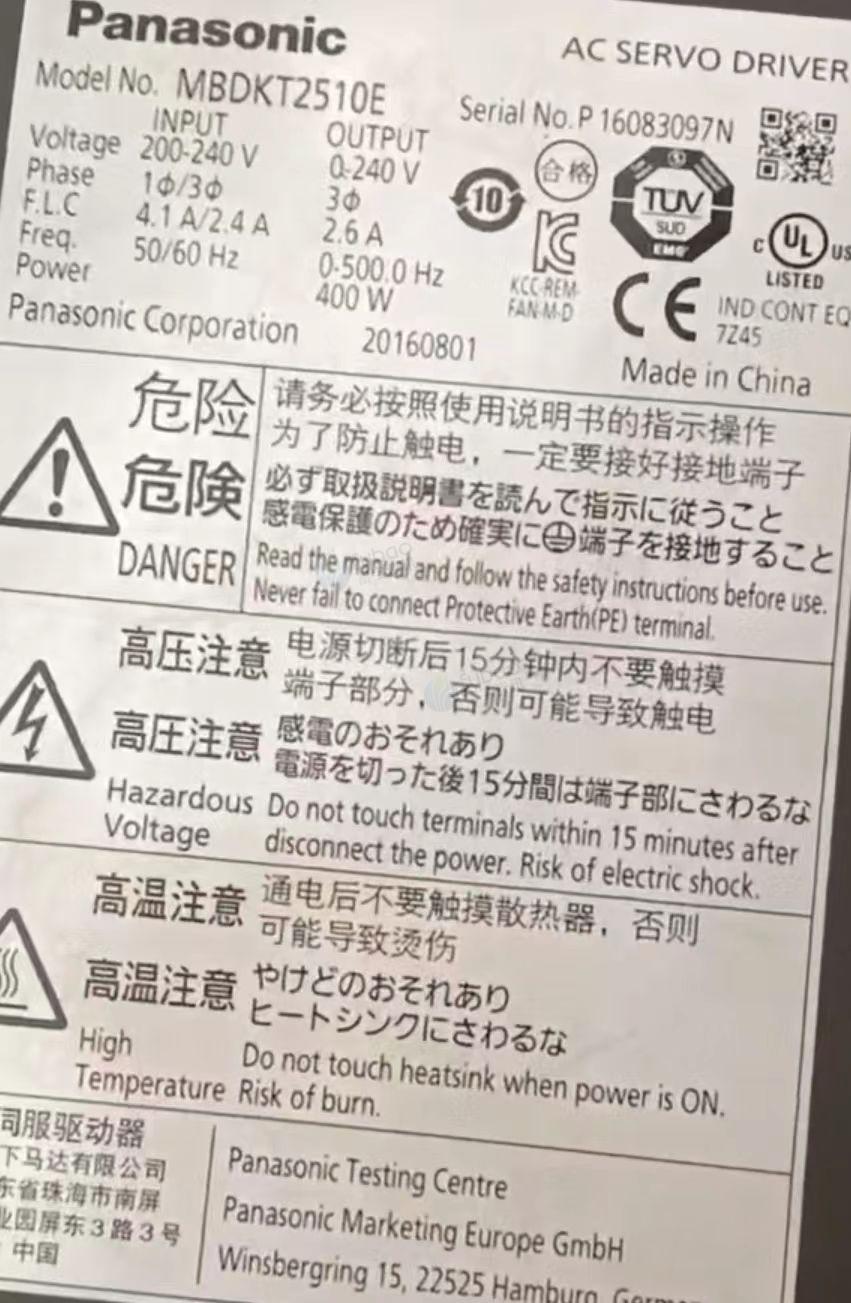 Panasonic
AC SERVO DRIVER
Model No. MBDKT2510E
Serial No.P 16083097N
INPUT OUTPUT
Voltage 200-240 V 0-240 V
Phase 1ϕ/3ϕ 3ϕ
F.L.C 4.1 A/2.4 A 2.6 A
Freq. 50/60 Hz 0-500.0 Hz
Power 400 W
10
合格
KCC-REM-
FAN-M-D
TÜV
SUD
EMC
C UL US
LISTED
CE
IND CONT EQ
7Z45
Panasonic Corporation 20160801
Made in China
危险
请务必按照使用说明书的指示操作
为了防止触电，一定要接好接地端子
危険
必ず取扱説明書を読んで指示に従うこと
感電保護のため確実に⏚端子を接地すること
DANGER
Read the manual and follow the safety instructions before use.
Never fail to connect Protective Earth(PE) terminal.
高压注意
电源切断后15分钟内不要触摸
端子部分，否则可能导致触电
高圧注意
感電のおそれあり
電源を切った後15分間は端子部にさわるな
Hazardous
Voltage
Do not touch terminals within 15 minutes after
disconnect the power. Risk of electric shock.
高温注意
通电后不要触摸散热器，否则
可能导致烫伤
高温注意
やけどのおそれあり
ヒートシンクにさわるな
High
Temperature
Do not touch heatsink when power is ON.
Risk of burn.
伺服驱动器
下马达有限公司
东省珠海市南屏
业园屏东3路3号
中国
Panasonic Testing Centre
Panasonic Marketing Europe GmbH
Winsbergring 15, 22525 Hamburg,